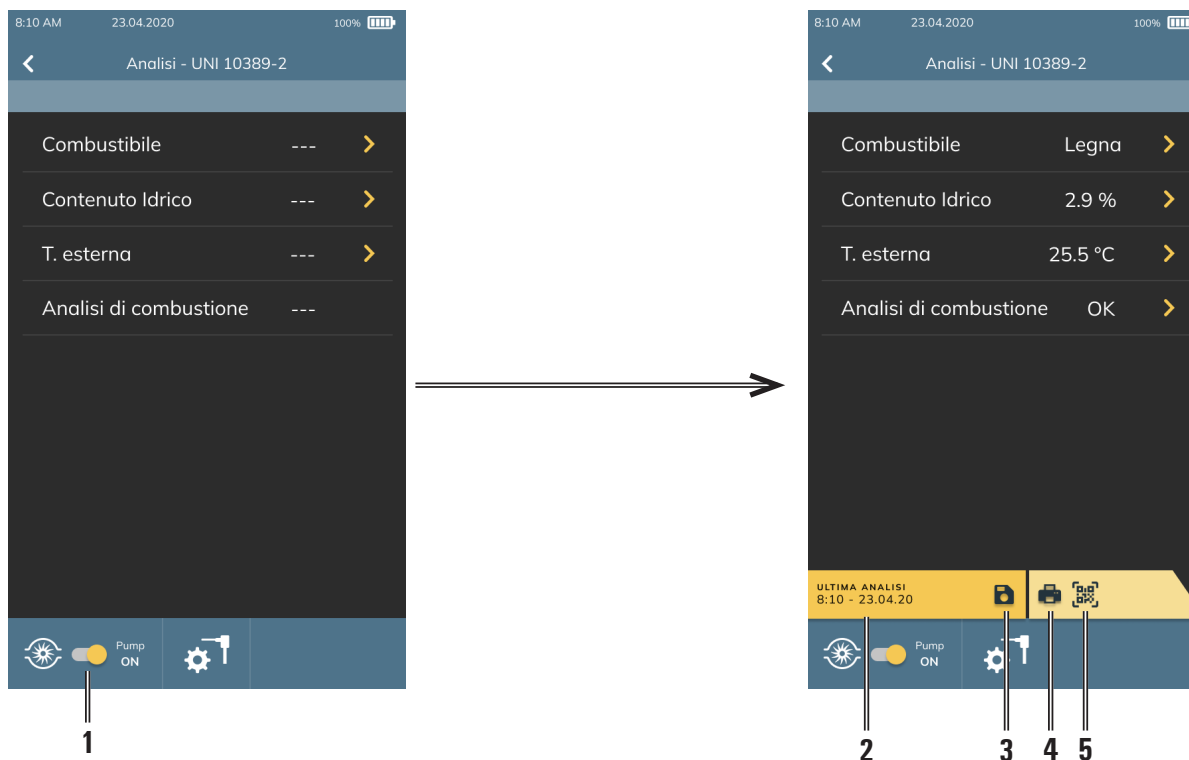 8:10 AM 23.04.2020 100%
Analisi - UNI 10389-2
Combustibile ---
Contenuto Idrico ---
T. esterna ---
Analisi di combustione ---
Pump
ON
1
8:10 AM 23.04.2020 100%
Analisi - UNI 10389-2
Combustibile Legna
Contenuto Idrico 2.9 %
T. esterna 25.5 °C
Analisi di combustione OK
ULTIMA ANALISI
8:10 - 23.04.20
Pump
ON
2 3 4 5